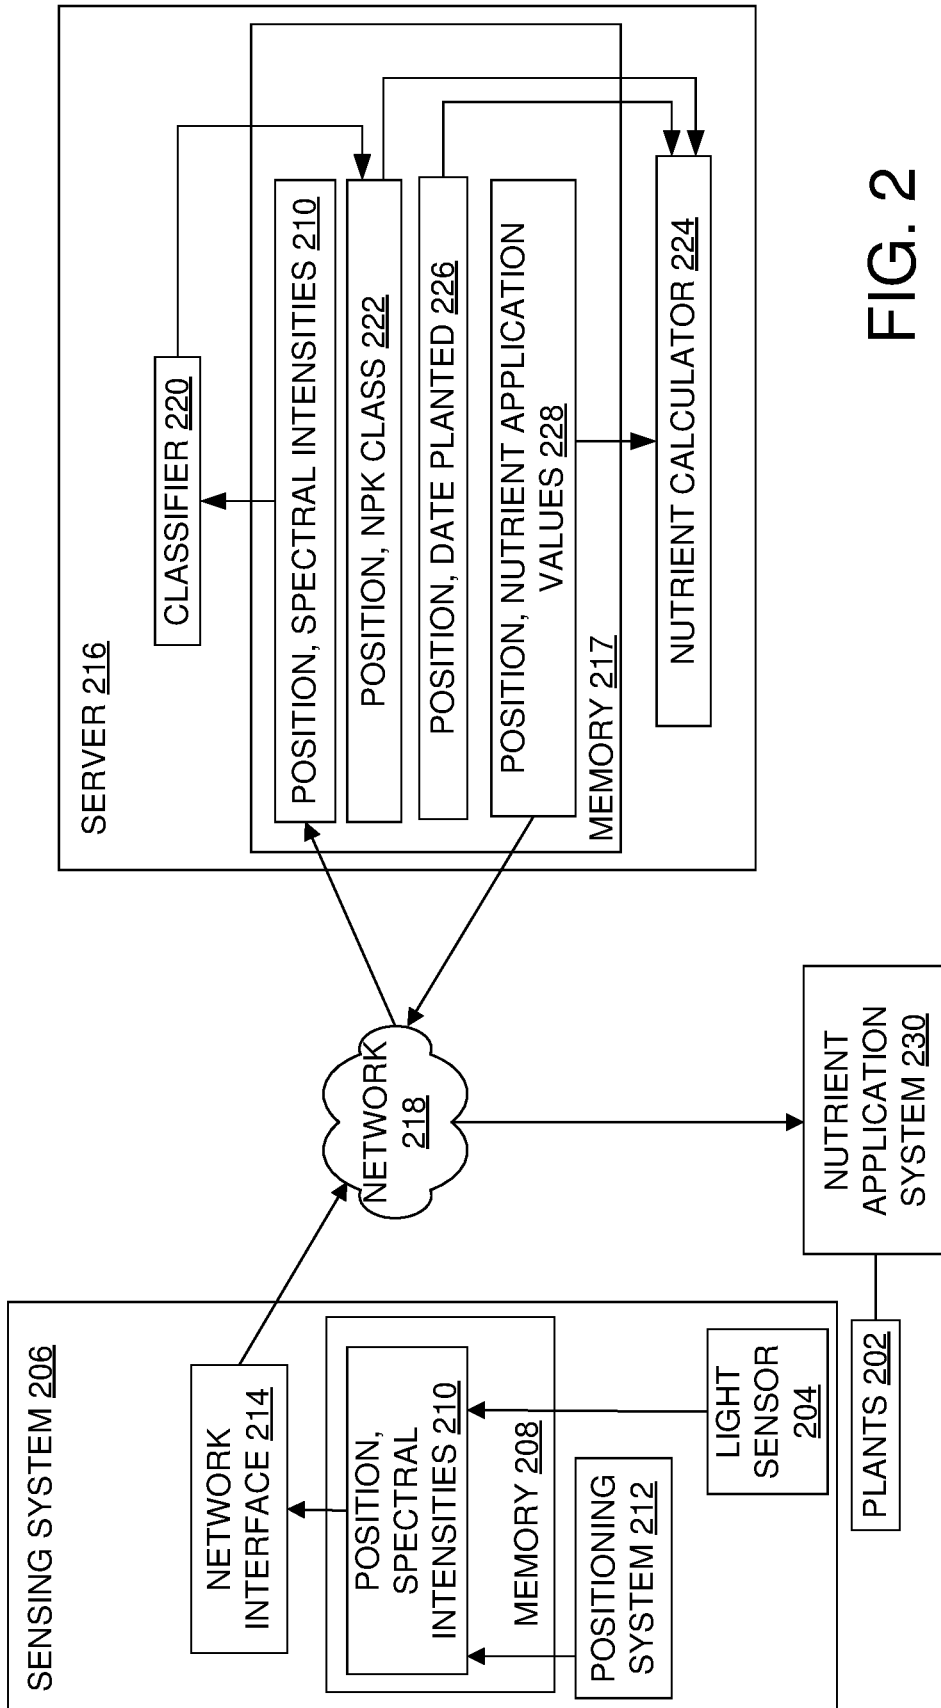 SENSING SYSTEM 206
NETWORK
INTERFACE 214
POSITION,
SPECTRAL
INTENSITIES 210
MEMORY 208
POSITIONING
SYSTEM 212
LIGHT
SENSOR
204
PLANTS 202
NETWORK
218
NUTRIENT
APPLICATION
SYSTEM 230
SERVER 216
CLASSIFIER 220
POSITION, SPECTRAL INTENSITIES 210
POSITION, NPK CLASS 222
POSITION, DATE PLANTED 226
POSITION, NUTRIENT APPLICATION
VALUES 228
MEMORY 217
NUTRIENT CALCULATOR 224
FIG. 2